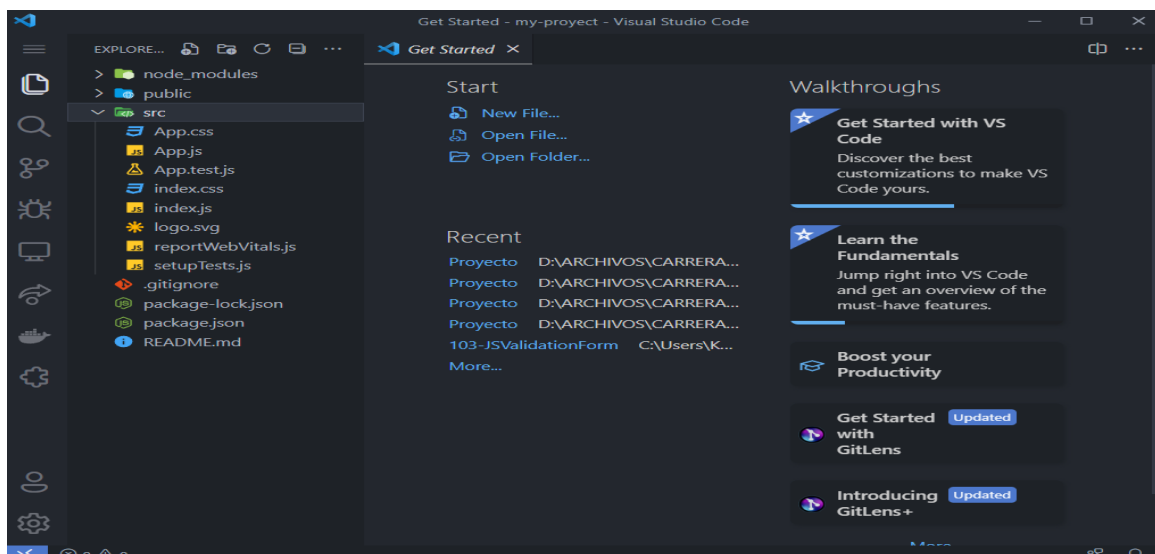 Get Started - my-proyect - Visual Studio Code
EXPLORE...
Get Started
node_modules
public
src
App.css
App.js
App.test.js
index.css
index.js
logo.svg
reportWebVitals.js
setupTests.js
.gitignore
package-lock.json
package.json
README.md
Start
New File...
Open File...
Open Folder...
Recent
Proyecto D:\ARCHIVOS\CARRERA...
Proyecto D:\ARCHIVOS\CARRERA...
Proyecto D:\ARCHIVOS\CARRERA...
Proyecto D:\ARCHIVOS\CARRERA...
103-JSValidationForm C:\Users\K...
More...
Walkthroughs
Get Started with VS
Code
Discover the best
customizations to make VS
Code yours.
Learn the
Fundamentals
Jump right into VS Code
and get an overview of the
must-have features.
Boost your
Productivity
Get Started Updated
with
GitLens
Introducing Updated
GitLens+
More...